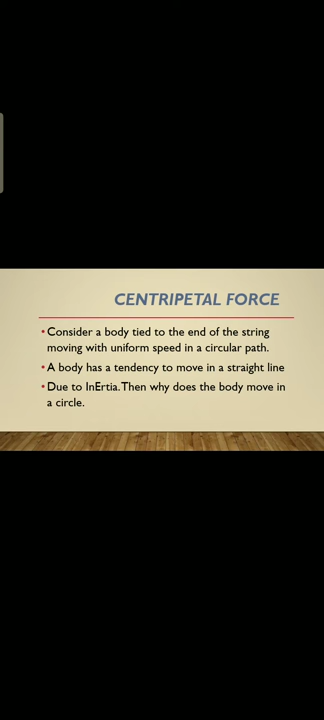 CENTRIPETAL FORCE
•Consider a body tied to the end of the string
moving with uniform speed in a circular path.
•A body has a tendency to move in a straight line
•Due to InErtia.Then why does the body move in
a circle.